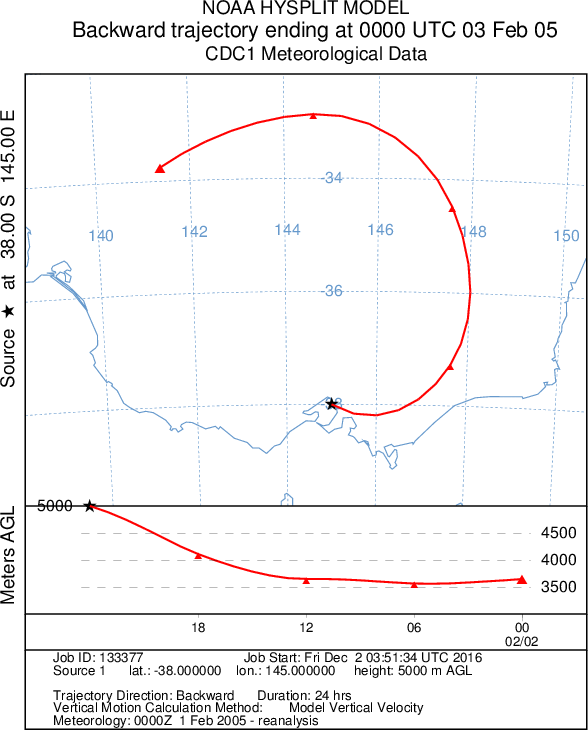 NOAA HYSPLIT MODEL
Backward trajectory ending at 0000 UTC 03 Feb 05
CDC1 Meteorological Data
Source ★ at 38.00 S 145.00 E
-34
140 142 144 146 148 150
-36
-38
Meters AGL
5000
4500
4000
3500
18 12 06 00
02/02
Job ID: 133377 Job Start: Fri Dec 2 03:51:34 UTC 2016
Source 1 lat.: -38.000000 lon.: 145.000000 height: 5000 m AGL
Trajectory Direction: Backward Duration: 24 hrs
Vertical Motion Calculation Method: Model Vertical Velocity
Meteorology: 0000Z 1 Feb 2005 - reanalysis